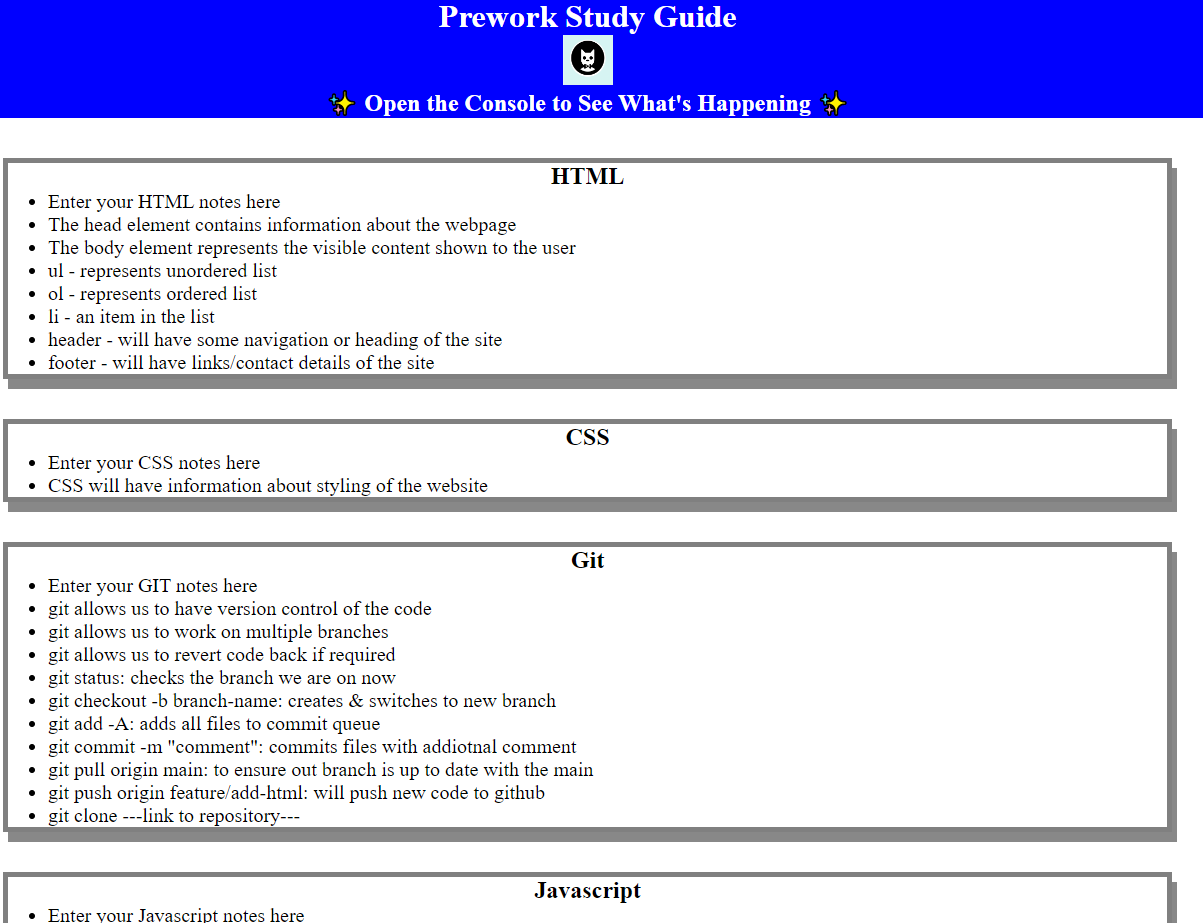 Prework Study Guide
✨ Open the Console to See What's Happening ✨
HTML
• Enter your HTML notes here
• The head element contains information about the webpage
• The body element represents the visible content shown to the user
• ul - represents unordered list
• ol - represents ordered list
• li - an item in the list
• header - will have some navigation or heading of the site
• footer - will have links/contact details of the site
CSS
• Enter your CSS notes here
• CSS will have information about styling of the website
Git
• Enter your GIT notes here
• git allows us to have version control of the code
• git allows us to work on multiple branches
• git allows us to revert code back if required
• git status: checks the branch we are on now
• git checkout -b branch-name: creates & switches to new branch
• git add -A: adds all files to commit queue
• git commit -m "comment": commits files with addiotnal comment
• git pull origin main: to ensure out branch is up to date with the main
• git push origin feature/add-html: will push new code to github
• git clone ---link to repository---
Javascript
• Enter your Javascript notes here